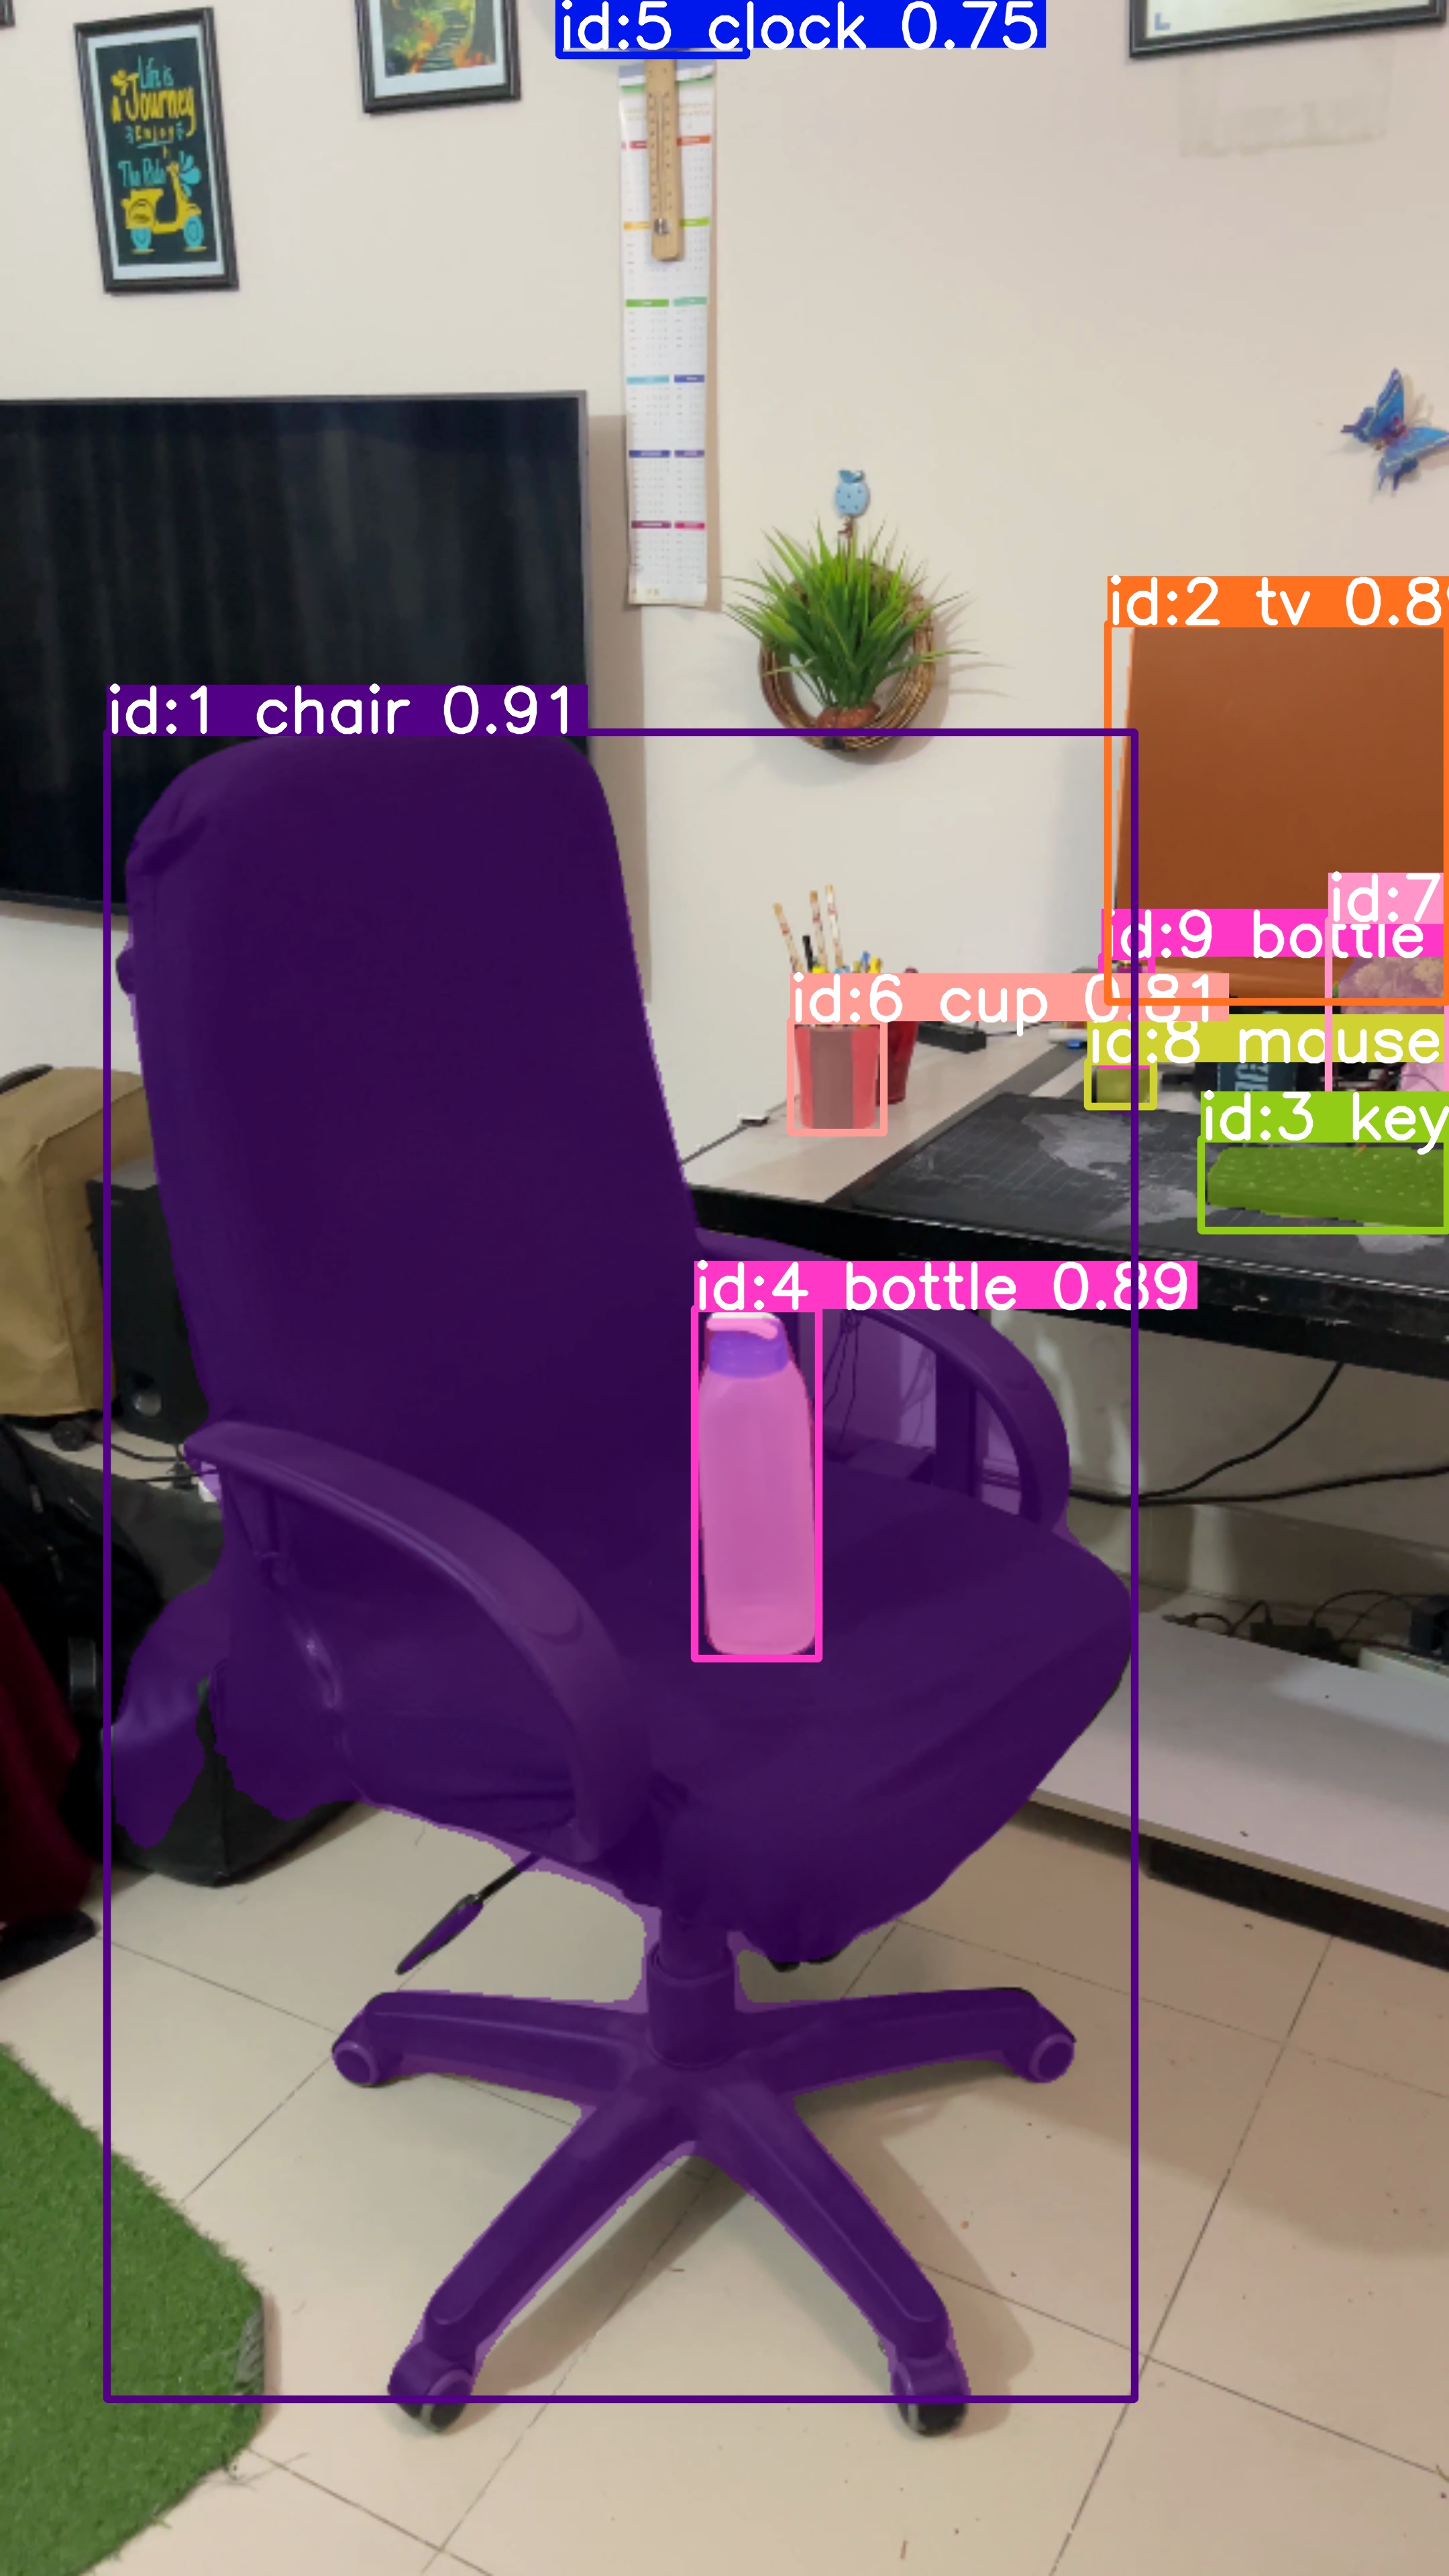 id:5 clock 0.75
Life is
a Journey
Enjoy
The Ride
id:2 tv 0.89
id:1 chair 0.91
id:7
id:9 bottle
id:6 cup 0.81
id:8 mouse
id:3 key
id:4 bottle 0.89